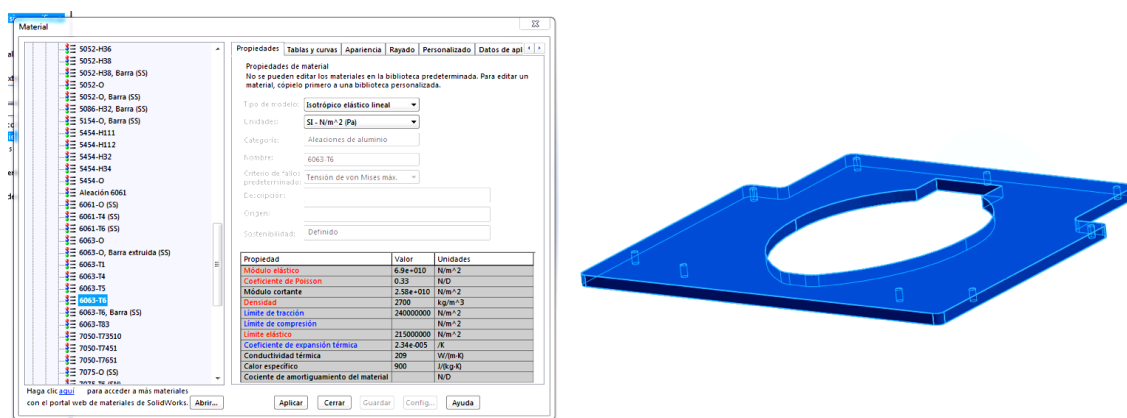 Material
5052-H36
5052-H38
5052-H38, Barra (SS)
5052-O
5052-O, Barra (SS)
5086-H32, Barra (SS)
5154-O, Barra (SS)
5454-H111
5454-H112
5454-H32
5454-H34
5454-O
Aleación 6061
6061-O (SS)
6061-T4 (SS)
6061-T6 (SS)
6063-O
6063-O, Barra extruida (SS)
6063-T1
6063-T4
6063-T5
6063-T6
6063-T6, Barra (SS)
6063-T83
7050-T73510
7050-T7451
7050-T7651
7075-O (SS)
7075-T6 (SN)
Haga clic aquí para acceder a más materiales
con el portal web de materiales de SolidWorks. Abrir...
Propiedades Tablas y curvas Apariencia Rayado Personalizado Datos de apl
Propiedades de material
No se pueden editar los materiales en la biblioteca predeterminada. Para editar un
material, cópielo primero a una biblioteca personalizada.
Tipo de modelo: Isotrópico elástico lineal
Unidades: SI - N/m^2 (Pa)
Categoría: Aleaciones de aluminio
Nombre: 6063-T6
Criterio de fallos
predeterminado: Tensión de von Mises máx.
Descripción:
Origen:
Sostenibilidad: Definido
Propiedad Valor Unidades
Módulo elástico 6.9e+010 N/m^2
Coeficiente de Poisson 0.33 N/D
Módulo cortante 2.58e+010 N/m^2
Densidad 2700 kg/m^3
Límite de tracción 240000000 N/m^2
Límite de compresión N/m^2
Límite elástico 215000000 N/m^2
Coeficiente de expansión térmica 2.34e-005 /K
Conductividad térmica 209 W/(m·K)
Calor específico 900 J/(kg·K)
Cociente de amortiguamiento del material N/D
Aplicar Cerrar Guardar Config... Ayuda